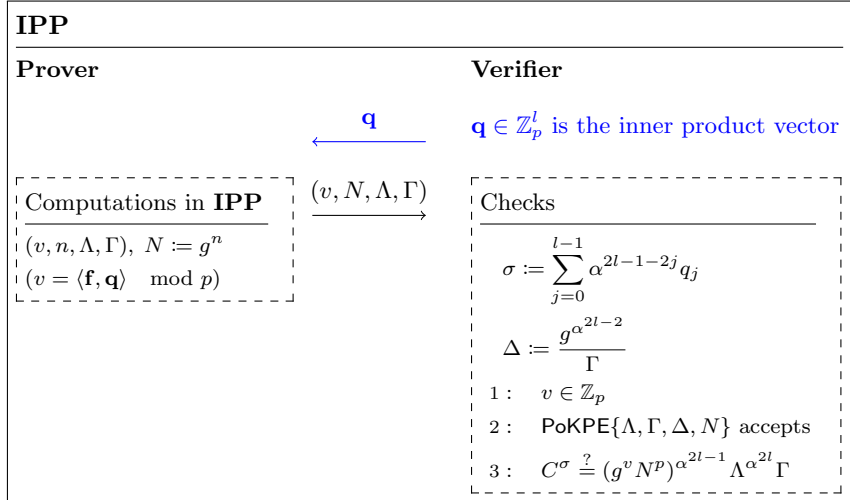 IPP
Prover Verifier
q q ∈ ℤ_p^l is the inner product vector
(v, N, Λ, Γ)
Computations in IPP
(v, n, Λ, Γ), N ≔ g^n
(v = ⟨f, q⟩ mod p)
Checks
σ ≔ ∑_{j=0}^{l−1} α^{2l−1−2j} q_j
Δ ≔ g^{α^{2l−2}} / Γ
1 : v ∈ ℤ_p
2 : PoKPE{Λ, Γ, Δ, N} accepts
3 : C^σ ≟ (g^v N^p)^{α^{2l−1}} Λ^{α^{2l}} Γ